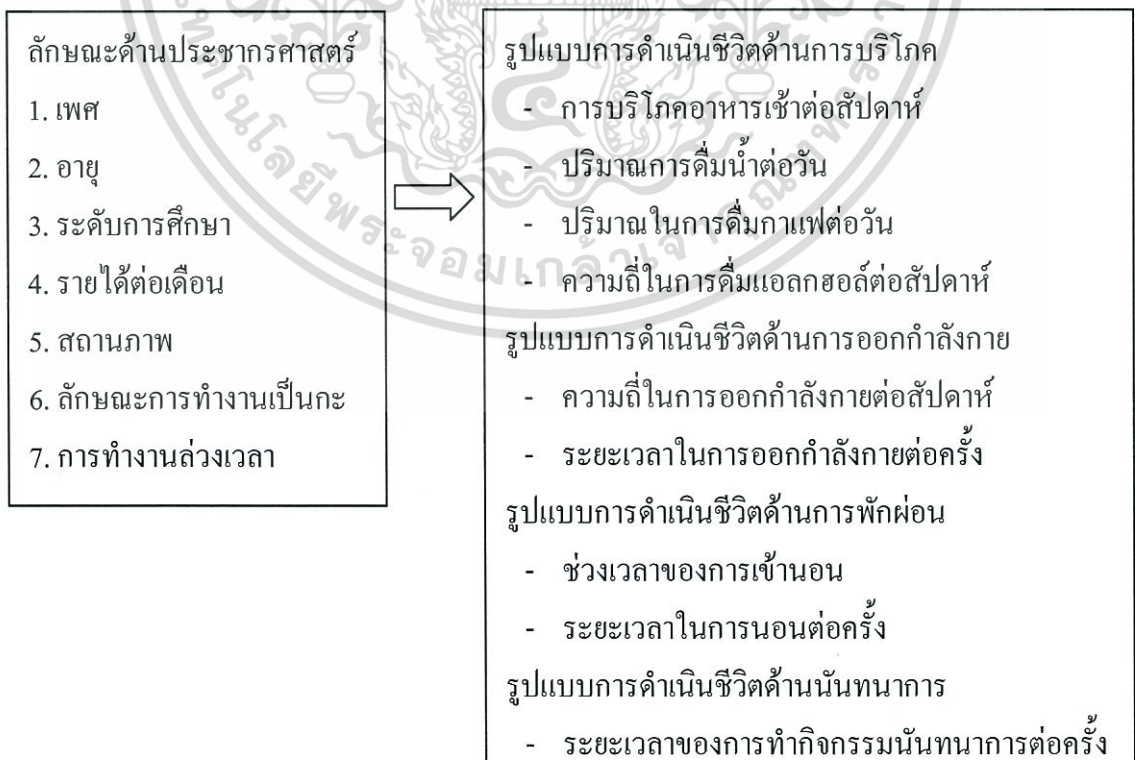 ลักษณะด้านประชากรศาสตร์
1. เพศ
2. อายุ
3. ระดับการศึกษา
4. รายได้ต่อเดือน
5. สถานภาพ
6. ลักษณะการทำงานเป็นกะ
7. การทำงานล่วงเวลา
รูปแบบการดำเนินชีวิตด้านการบริโภค
- การบริโภคอาหารเช้าต่อสัปดาห์
- ปริมาณการดื่มน้ำต่อวัน
- ปริมาณในการดื่มกาแฟต่อวัน
- ความถี่ในการดื่มแอลกฮอล์ต่อสัปดาห์
รูปแบบการดำเนินชีวิตด้านการออกกำลังกาย
- ความถี่ในการออกกำลังกายต่อสัปดาห์
- ระยะเวลาในการออกกำลังกายต่อครั้ง
รูปแบบการดำเนินชีวิตด้านการพักผ่อน
- ช่วงเวลาของการเข้านอน
- ระยะเวลาในการนอนต่อครั้ง
รูปแบบการดำเนินชีวิตด้านนันทนาการ
- ระยะเวลาของการทำกิจกรรมนันทนาการต่อครั้ง